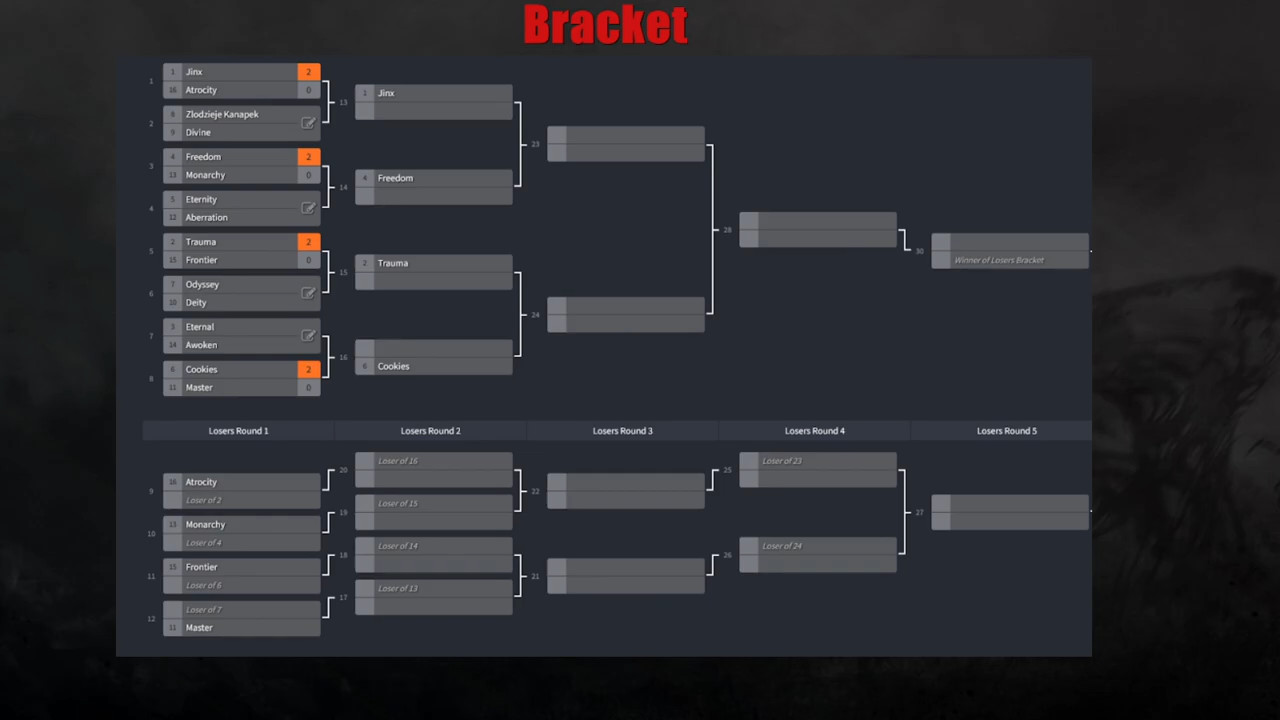 Bracket
1 Jinx 2
1
16 Atrocity 0
8 Zlodzieje Kanapek
2
9 Divine
4 Freedom 2
3
13 Monarchy 0
5 Eternity
4
12 Aberration
2 Trauma 2
5
15 Frontier 0
7 Odyssey
6
10 Deity
3 Eternal
7
14 Awoken
6 Cookies 2
8
11 Master 0
13
1 Jinx
14
4 Freedom
15
2 Trauma
16
6 Cookies
23
24
28
30
Winner of Losers Bracket
Losers Round 1 Losers Round 2 Losers Round 3 Losers Round 4 Losers Round 5
16 Atrocity
9
Loser of 2
13 Monarchy
10
Loser of 4
15 Frontier
11
Loser of 6
Loser of 7
12
11 Master
Loser of 16
20
Loser of 15
19
Loser of 14
18
Loser of 13
17
22
21
Loser of 23
25
Loser of 24
26
27